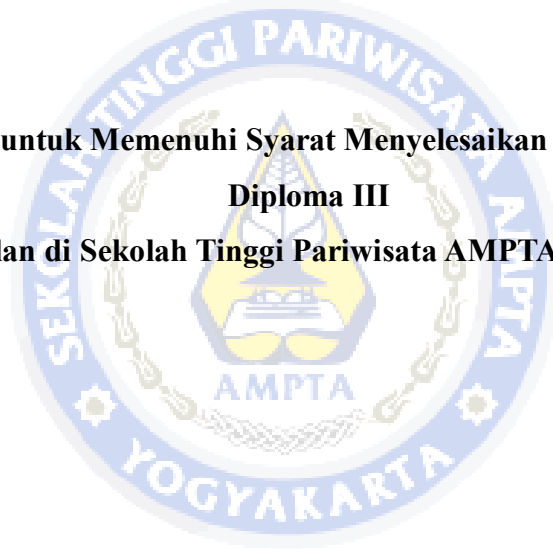 SEKOLAH TINGGI PARIWISATA AMPTA
untuk Memenuhi Syarat Menyelesaikan
Diploma III
lan di Sekolah Tinggi Pariwisata AMPTA
AMPTA
YOGYAKARTA